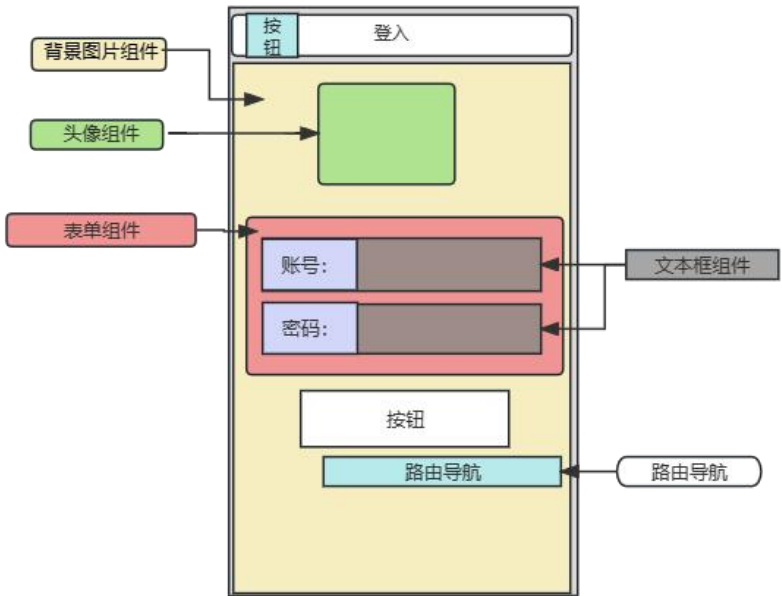 按
钮
登入
背景图片组件
头像组件
表单组件
账号：
文本框组件
密码：
按钮
路由导航
路由导航